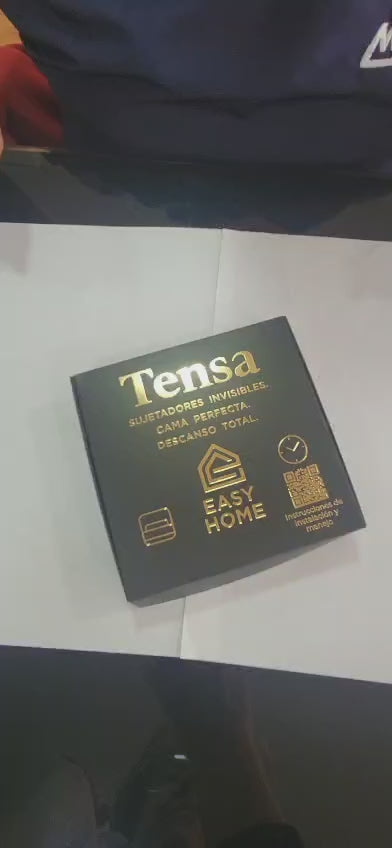 Tensa
SUJETADORES INVISIBLES.
CAMA PERFECTA.
DESCANSO TOTAL.
EASY
HOME
Instrucciones de
instalación y
manejo